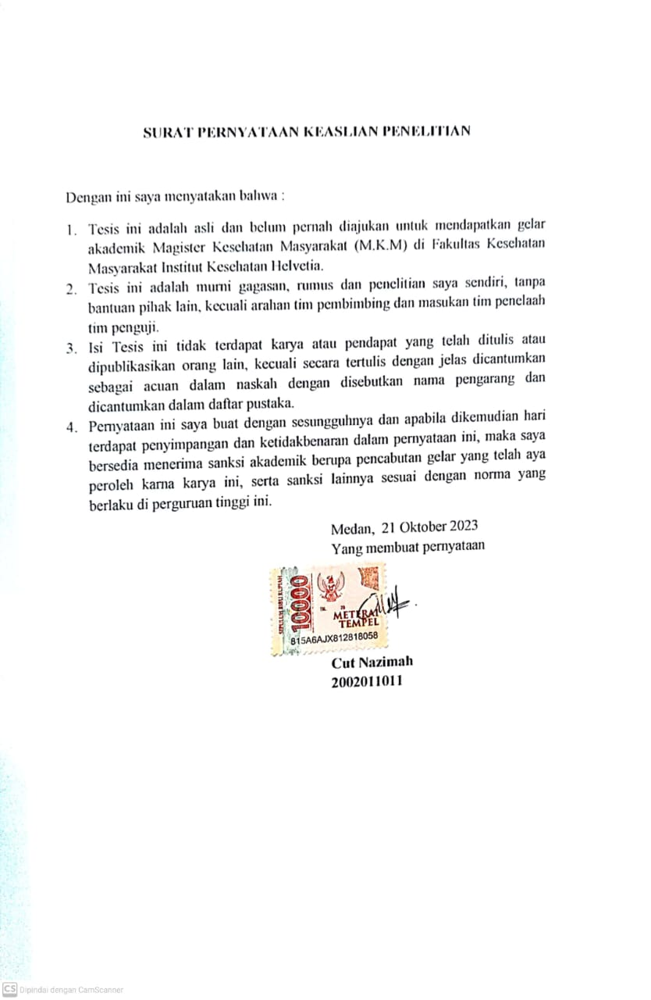 SURAT PERNYATAAN KEASLIAN PENELITIAN
Dengan ini saya menyatakan bahwa :
1. Tesis ini adalah asli dan belum pernah diajukan untuk mendapatkan gelar
akademik Magister Kesehatan Masyarakat (M.K.M) di Fakultas Kesehatan
Masyarakat Institut Kesehatan Helvetia.
2. Tesis ini adalah murni gagasan, rumus dan penelitian saya sendiri, tanpa
bantuan pihak lain, kecuali arahan tim pembimbing dan masukan tim penelaah
tim penguji.
3. Isi Tesis ini tidak terdapat karya atau pendapat yang telah ditulis atau
dipublikasikan orang lain, kecuali secara tertulis dengan jelas dicantumkan
sebagai acuan dalam naskah dengan disebutkan nama pengarang dan
dicantumkan dalam daftar pustaka.
4. Pernyataan ini saya buat dengan sesungguhnya dan apabila dikemudian hari
terdapat penyimpangan dan ketidakbenaran dalam pernyataan ini, maka saya
bersedia menerima sanksi akademik berupa pencabutan gelar yang telah aya
peroleh karna karya ini, serta sanksi lainnya sesuai dengan norma yang
berlaku di perguruan tinggi ini.
Medan, 21 Oktober 2023
Yang membuat pernyataan
SEPULUH RIBU RUPIAH
10000
METERAI
TEMPEL
815A6AJX812818058
Cut Nazimah
2002011011
CS Dipindai dengan CamScanner